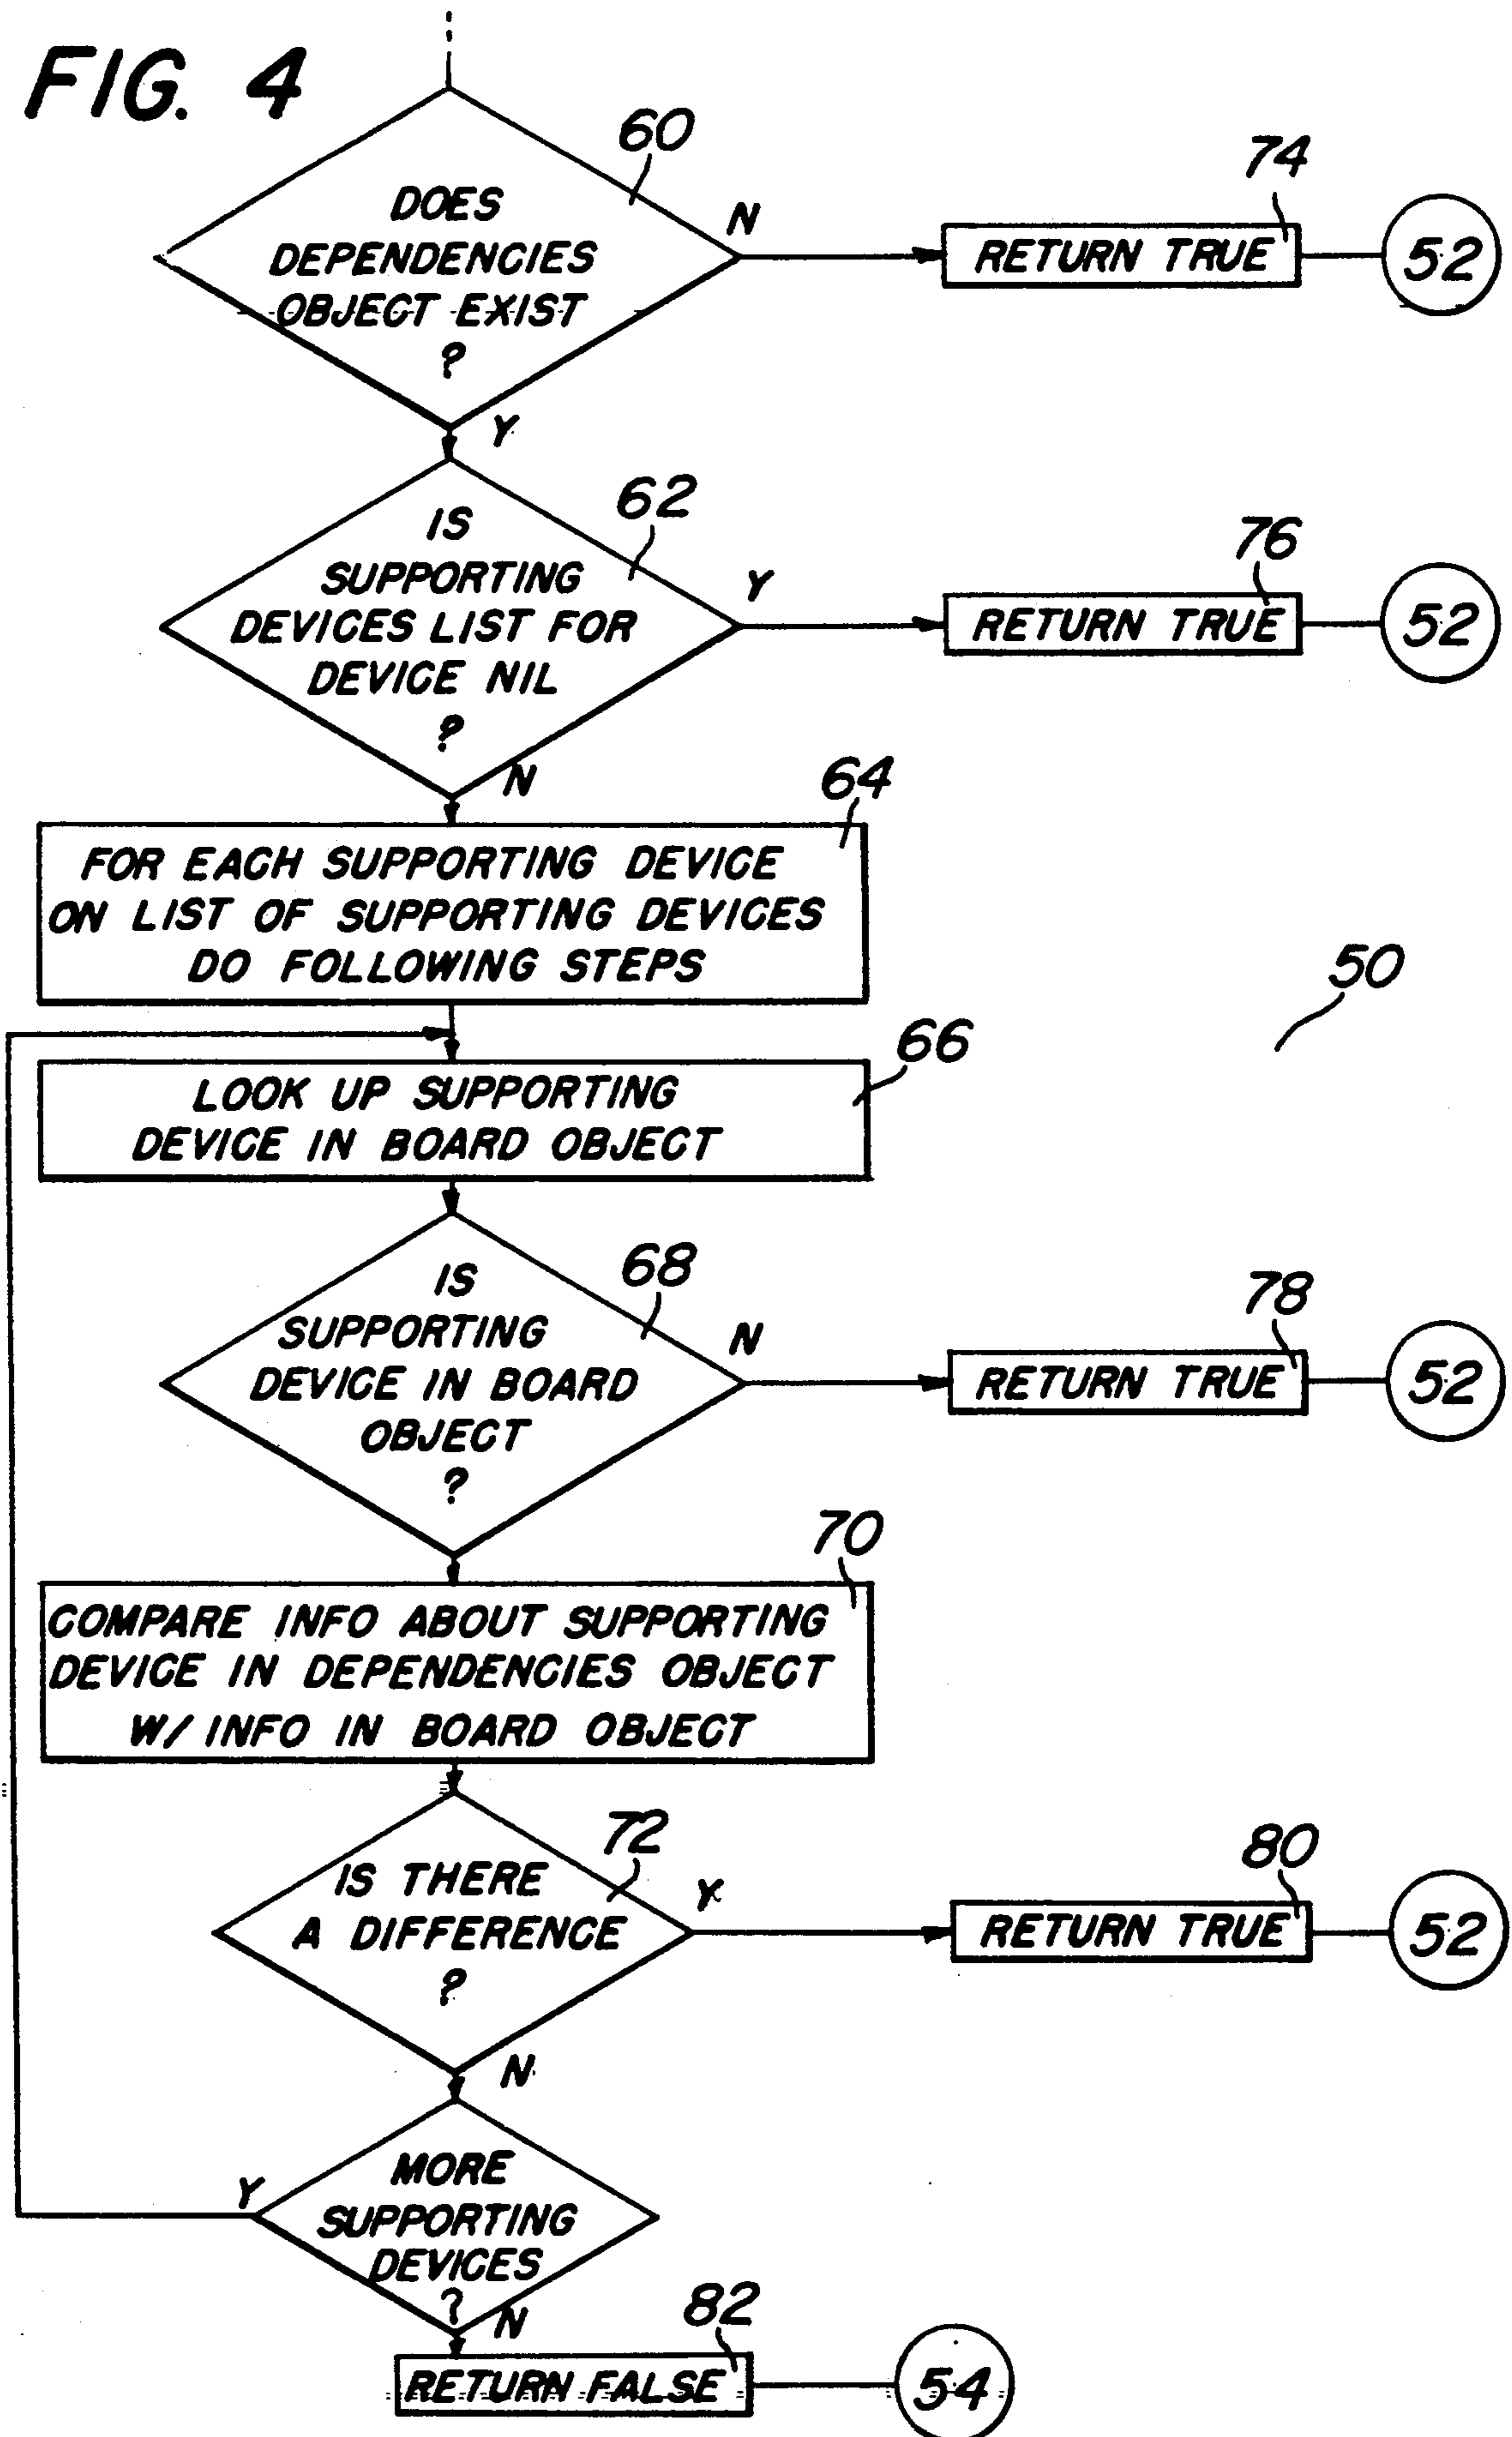 FIG. 4
60
DOES
DEPENDENCIES
OBJECT EXIST
?
N
74
RETURN TRUE
52
Y
62
IS
SUPPORTING
DEVICES LIST FOR
DEVICE NIL
?
Y
76
RETURN TRUE
52
N
64
FOR EACH SUPPORTING DEVICE
ON LIST OF SUPPORTING DEVICES
DO FOLLOWING STEPS
50
66
LOOK UP SUPPORTING
DEVICE IN BOARD OBJECT
68
IS
SUPPORTING
DEVICE IN BOARD
OBJECT
?
N
78
RETURN TRUE
52
70
COMPARE INFO ABOUT SUPPORTING
DEVICE IN DEPENDENCIES OBJECT
W/ INFO IN BOARD OBJECT
72
IS THERE
A DIFFERENCE
?
Y
80
RETURN TRUE
52
N
Y
MORE
SUPPORTING
DEVICES
?
N
82
RETURN FALSE
54